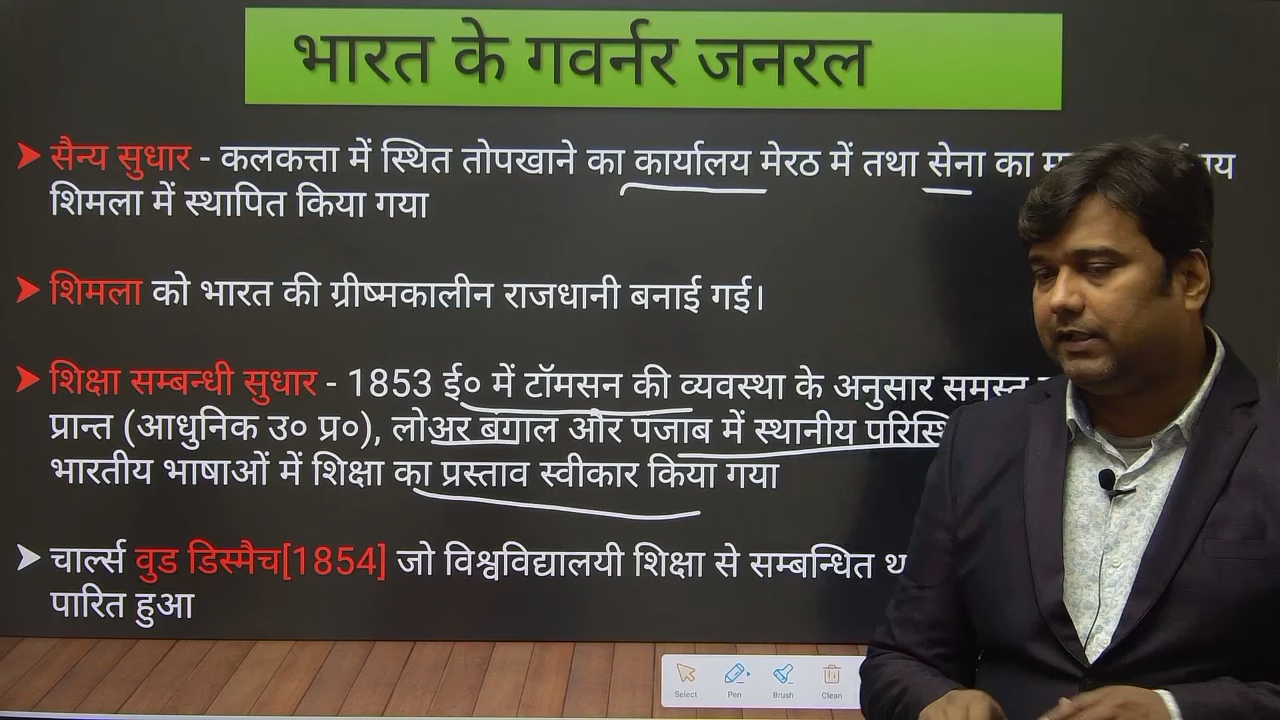 भारत के गवर्नर जनरल
सैन्य सुधार - कलकत्ता में स्थित तोपखाने का कार्यालय मेरठ में तथा सेना का
शिमला में स्थापित किया गया
शिमला को भारत की ग्रीष्मकालीन राजधानी बनाई गई।
शिक्षा सम्बन्धी सुधार - 1853 ई० में टॉमसन की व्यवस्था के अनुसार समस्त
प्रान्त (आधुनिक उ० प्र०), लोअर बंगाल और पंजाब में स्थानीय
भारतीय भाषाओं में शिक्षा का प्रस्ताव स्वीकार किया गया
चार्ल्स वुड डिस्मैच[1854] जो विश्वविद्यालयी शिक्षा से सम्बन्धित
पारित हुआ
Select Pen Brush Clean